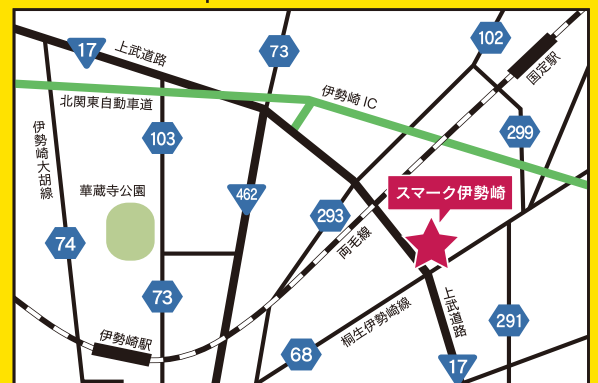 17
上武道路
73
102
国定駅
北関東自動車道
伊勢崎 IC
103
299
伊勢崎大胡線
華蔵寺公園
462
293
スマーク伊勢崎
両毛線
74
73
伊勢崎駅
桐生伊勢崎線
上武道路
291
68
17